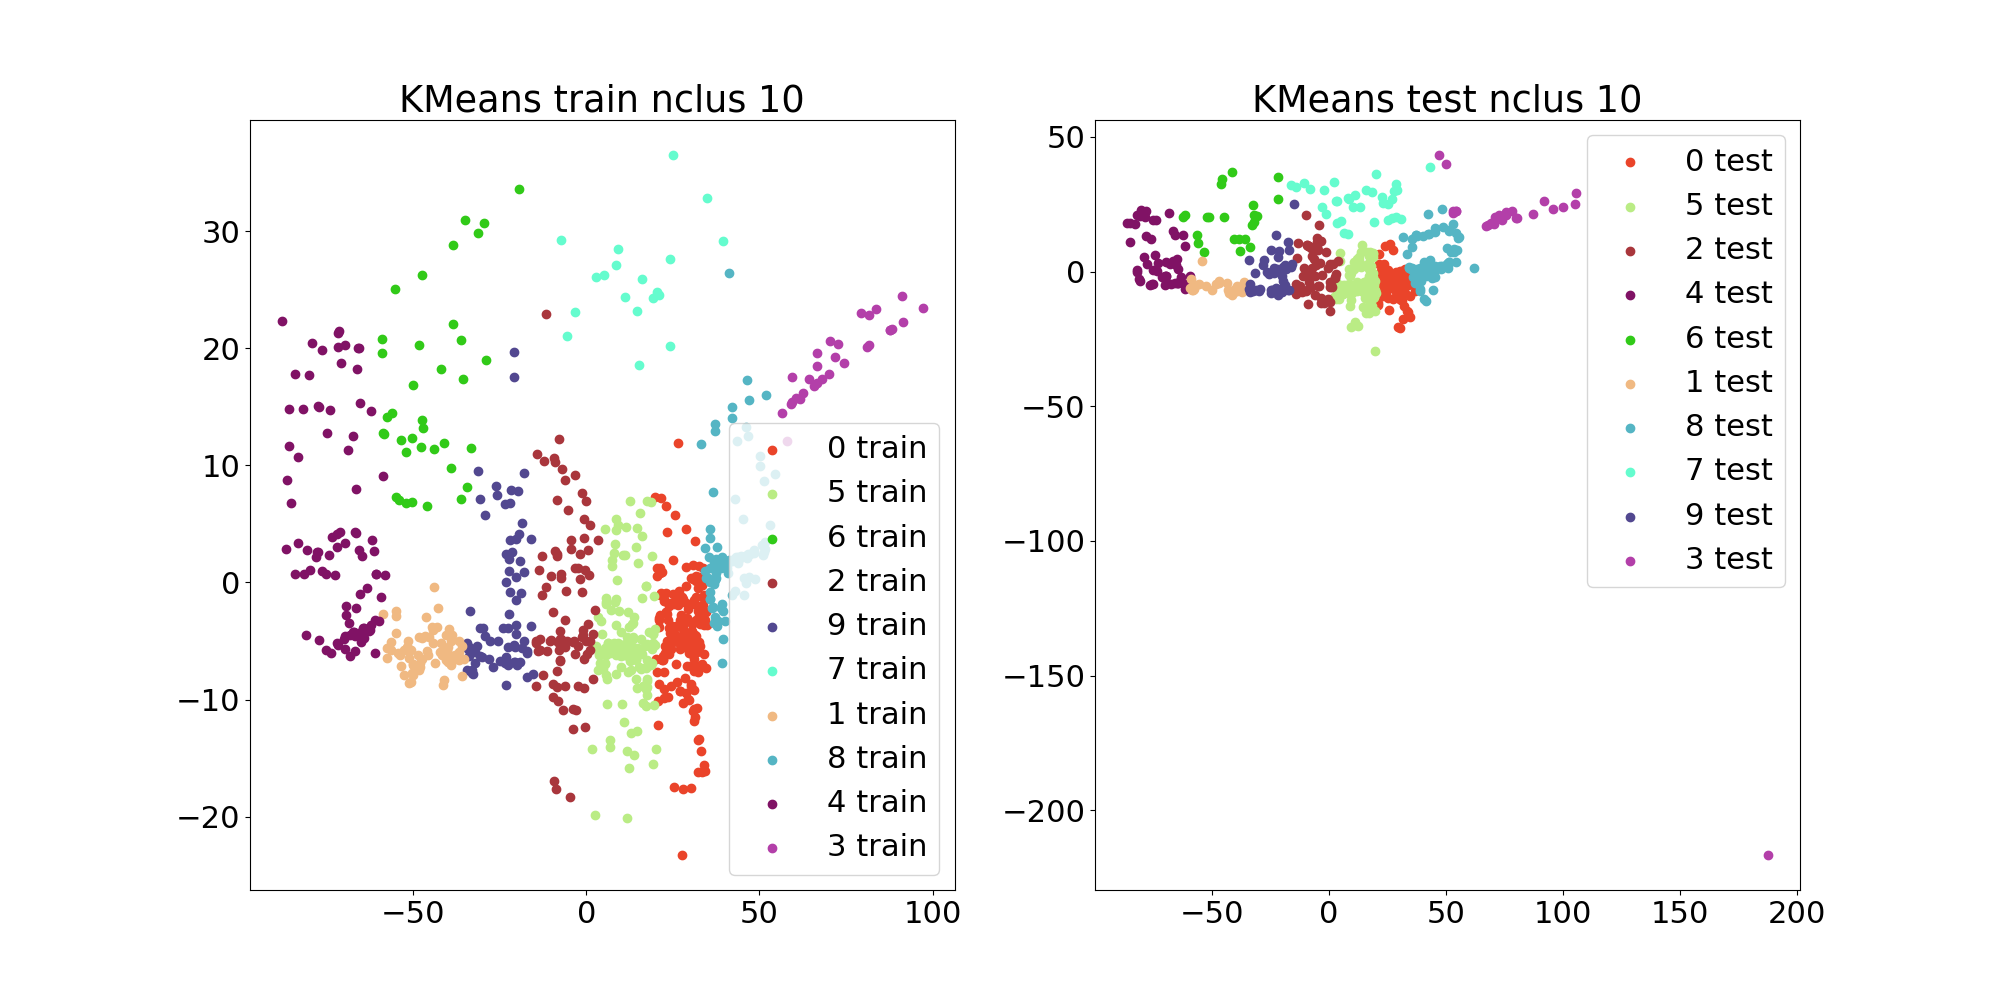 KMeans train nclus 10
30
20
10
0
−10
−20
−50
0
50
100
0 train
5 train
6 train
2 train
9 train
7 train
1 train
8 train
4 train
3 train
KMeans test nclus 10
50
0
−50
−100
−150
−200
−50
0
50
100
150
200
0 test
5 test
2 test
4 test
6 test
1 test
8 test
7 test
9 test
3 test